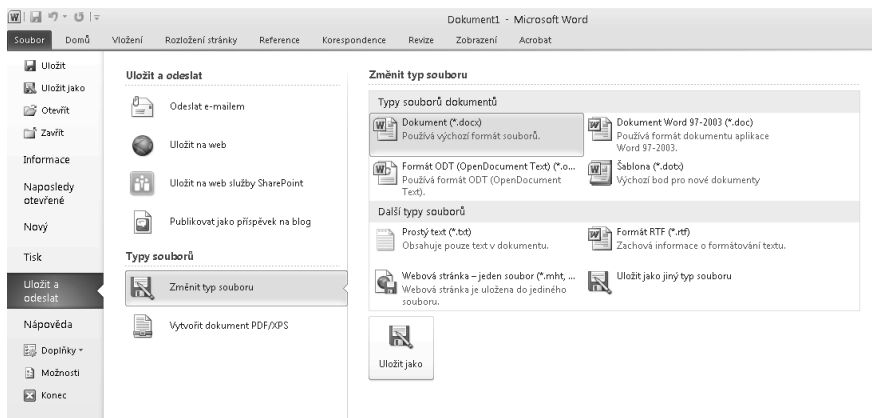 Dokument1 - Microsoft Word
Soubor Domů Vložení Rozložení stránky Reference Korespondence Revize Zobrazení Acrobat
Uložit
Uložit jako
Otevřít
Zavřít
Informace
Naposledy
otevřené
Nový
Tisk
Uložit a
odeslat
Nápověda
Doplňky
Možnosti
Konec
Uložit a odeslat
Odeslat e-mailem
Uložit na web
Uložit na web služby SharePoint
Publikovat jako příspěvek na blog
Typy souborů
Změnit typ souboru
Vytvořit dokument PDF/XPS
Změnit typ souboru
Typy souborů dokumentů
Dokument (*.docx)
Používá výchozí formát souborů.
Dokument Word 97-2003 (*.doc)
Používá formát dokumentu aplikace
Word 97-2003.
Formát ODT (OpenDocument Text) (*.o...
Používá formát ODT (OpenDocument
Text).
Šablona (*.dotx)
Výchozí bod pro nové dokumenty
Další typy souborů
Prostý text (*.txt)
Obsahuje pouze text v dokumentu.
Formát RTF (*.rtf)
Zachová informace o formátování textu.
Webová stránka – jeden soubor (*.mht, ...
Webová stránka je uložena do jediného
souboru.
Uložit jako jiný typ souboru
Uložit jako